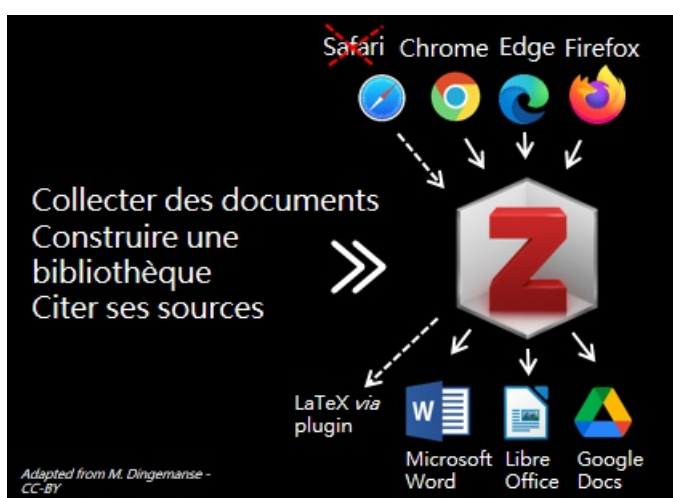 Safari Chrome Edge Firefox
Collecter des documents
Construire une
bibliothèque
Citer ses sources
Z
LaTeX via
plugin
W
Microsoft
Word
Libre
Office
Google
Docs
Adapted from M. Dingemanse -
CC-BY